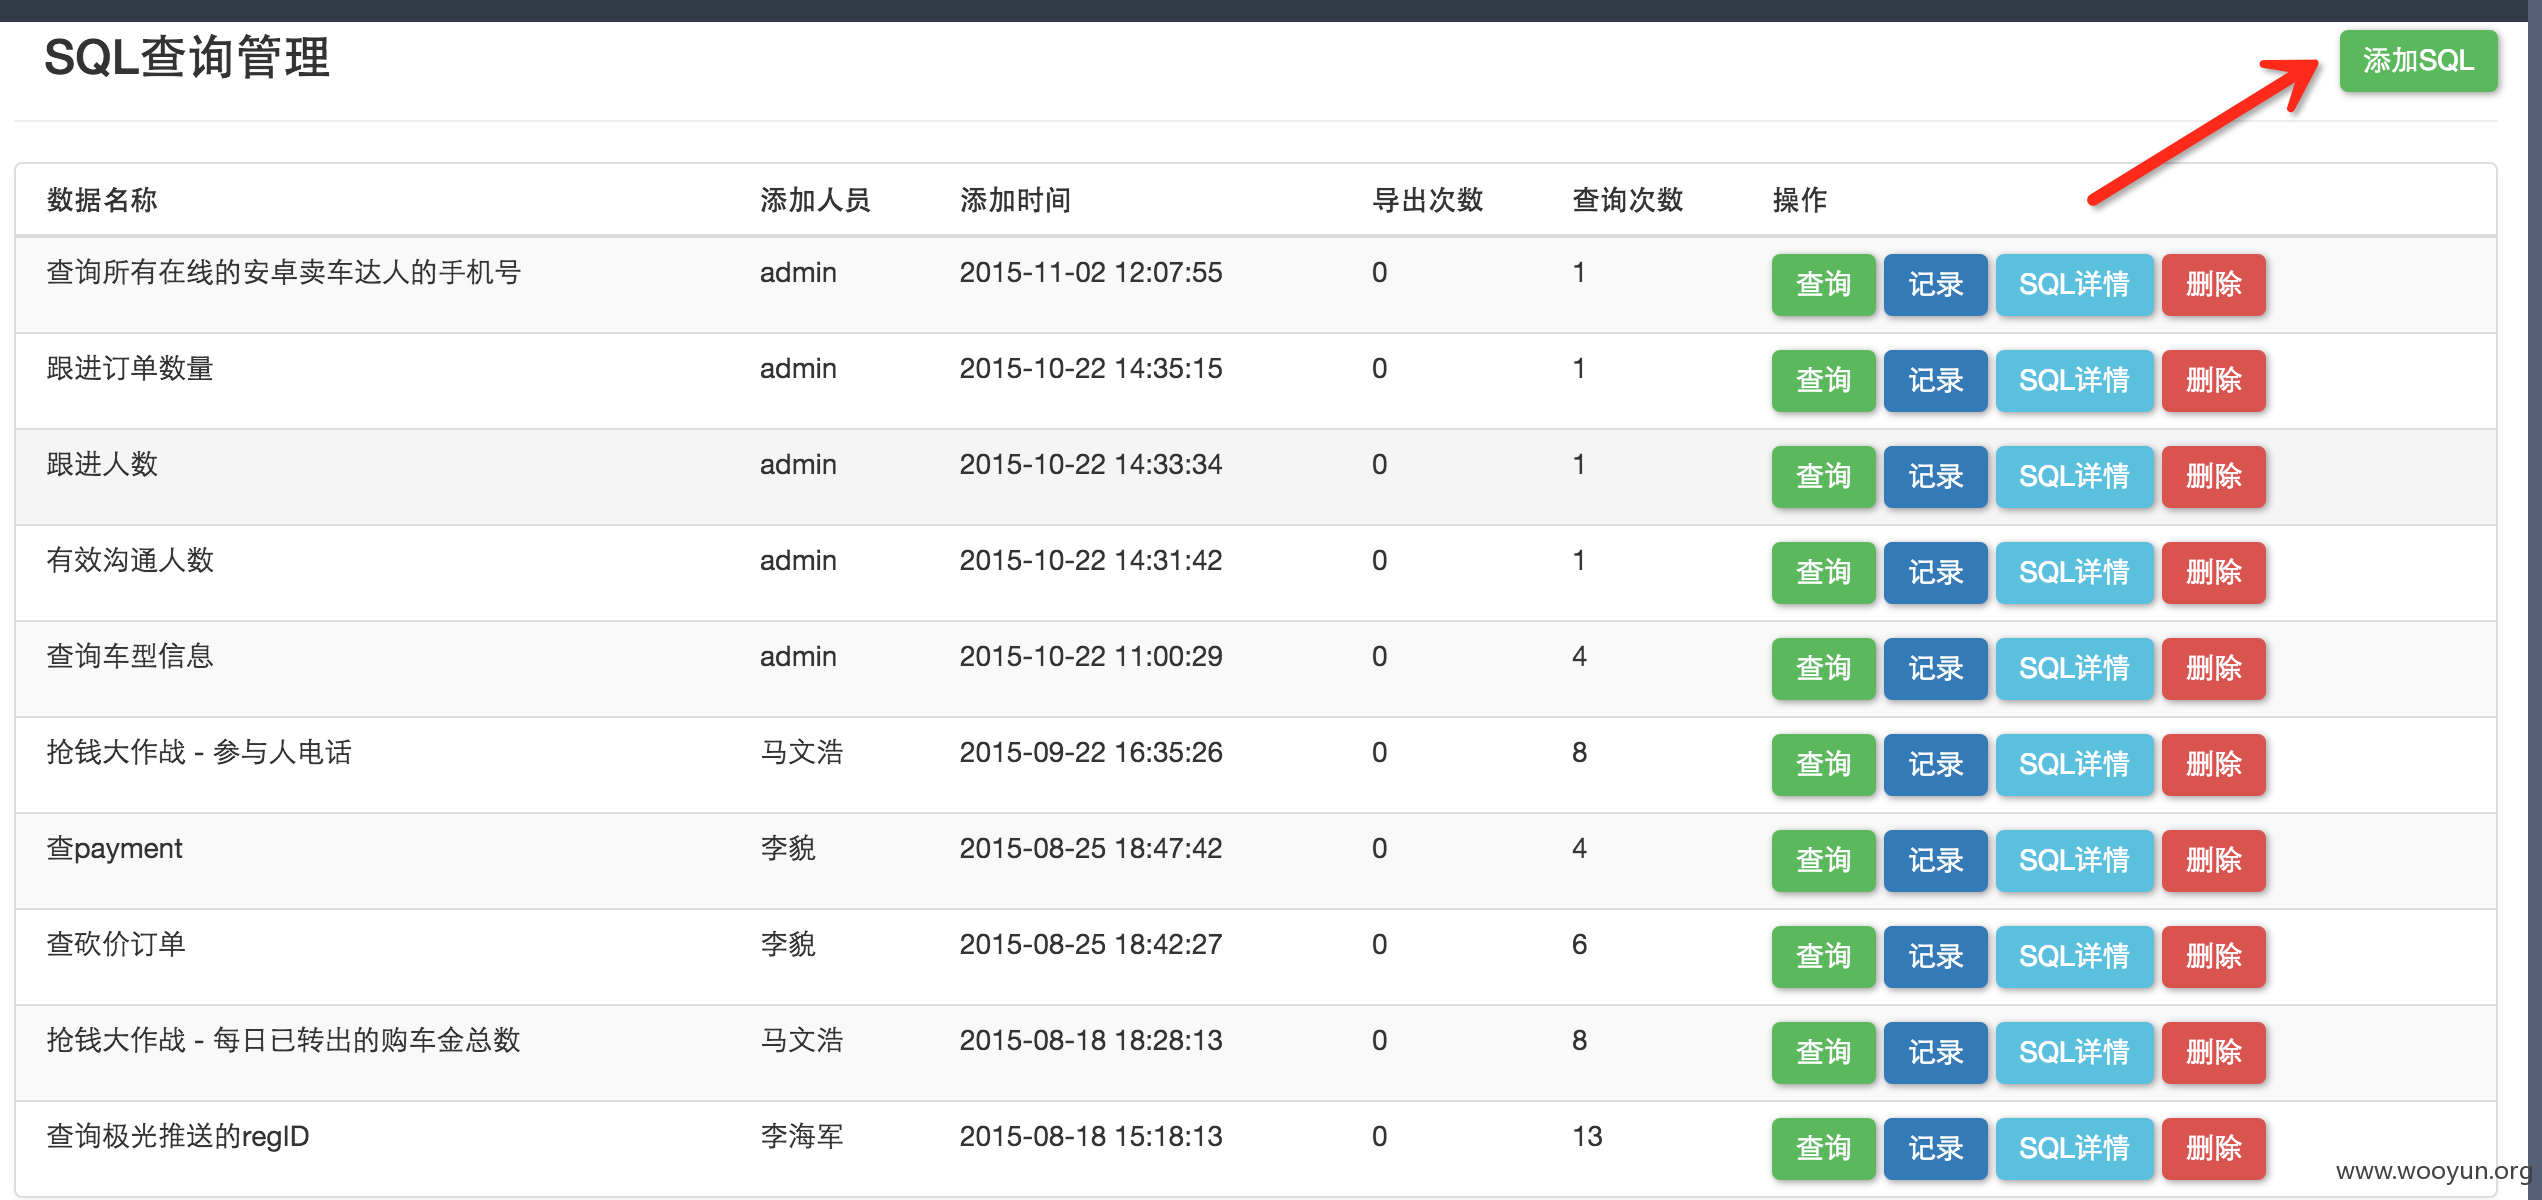 SQL查询管理
添加SQL
数据名称 添加人员 添加时间 导出次数 查询次数 操作
查询所有在线的安卓卖车达人的手机号 admin 2015-11-02 12:07:55 0 1 查询 记录 SQL详情 删除
跟进订单数量 admin 2015-10-22 14:35:15 0 1 查询 记录 SQL详情 删除
跟进人数 admin 2015-10-22 14:33:34 0 1 查询 记录 SQL详情 删除
有效沟通人数 admin 2015-10-22 14:31:42 0 1 查询 记录 SQL详情 删除
查询车型信息 admin 2015-10-22 11:00:29 0 4 查询 记录 SQL详情 删除
抢钱大作战 - 参与人电话 马文浩 2015-09-22 16:35:26 0 8 查询 记录 SQL详情 删除
查payment 李貌 2015-08-25 18:47:42 0 4 查询 记录 SQL详情 删除
查砍价订单 李貌 2015-08-25 18:42:27 0 6 查询 记录 SQL详情 删除
抢钱大作战 - 每日已转出的购车金总数 马文浩 2015-08-18 18:28:13 0 8 查询 记录 SQL详情 删除
查询极光推送的regID 李海军 2015-08-18 15:18:13 0 13 查询 记录 SQL详情 删除
www.wooyun.org